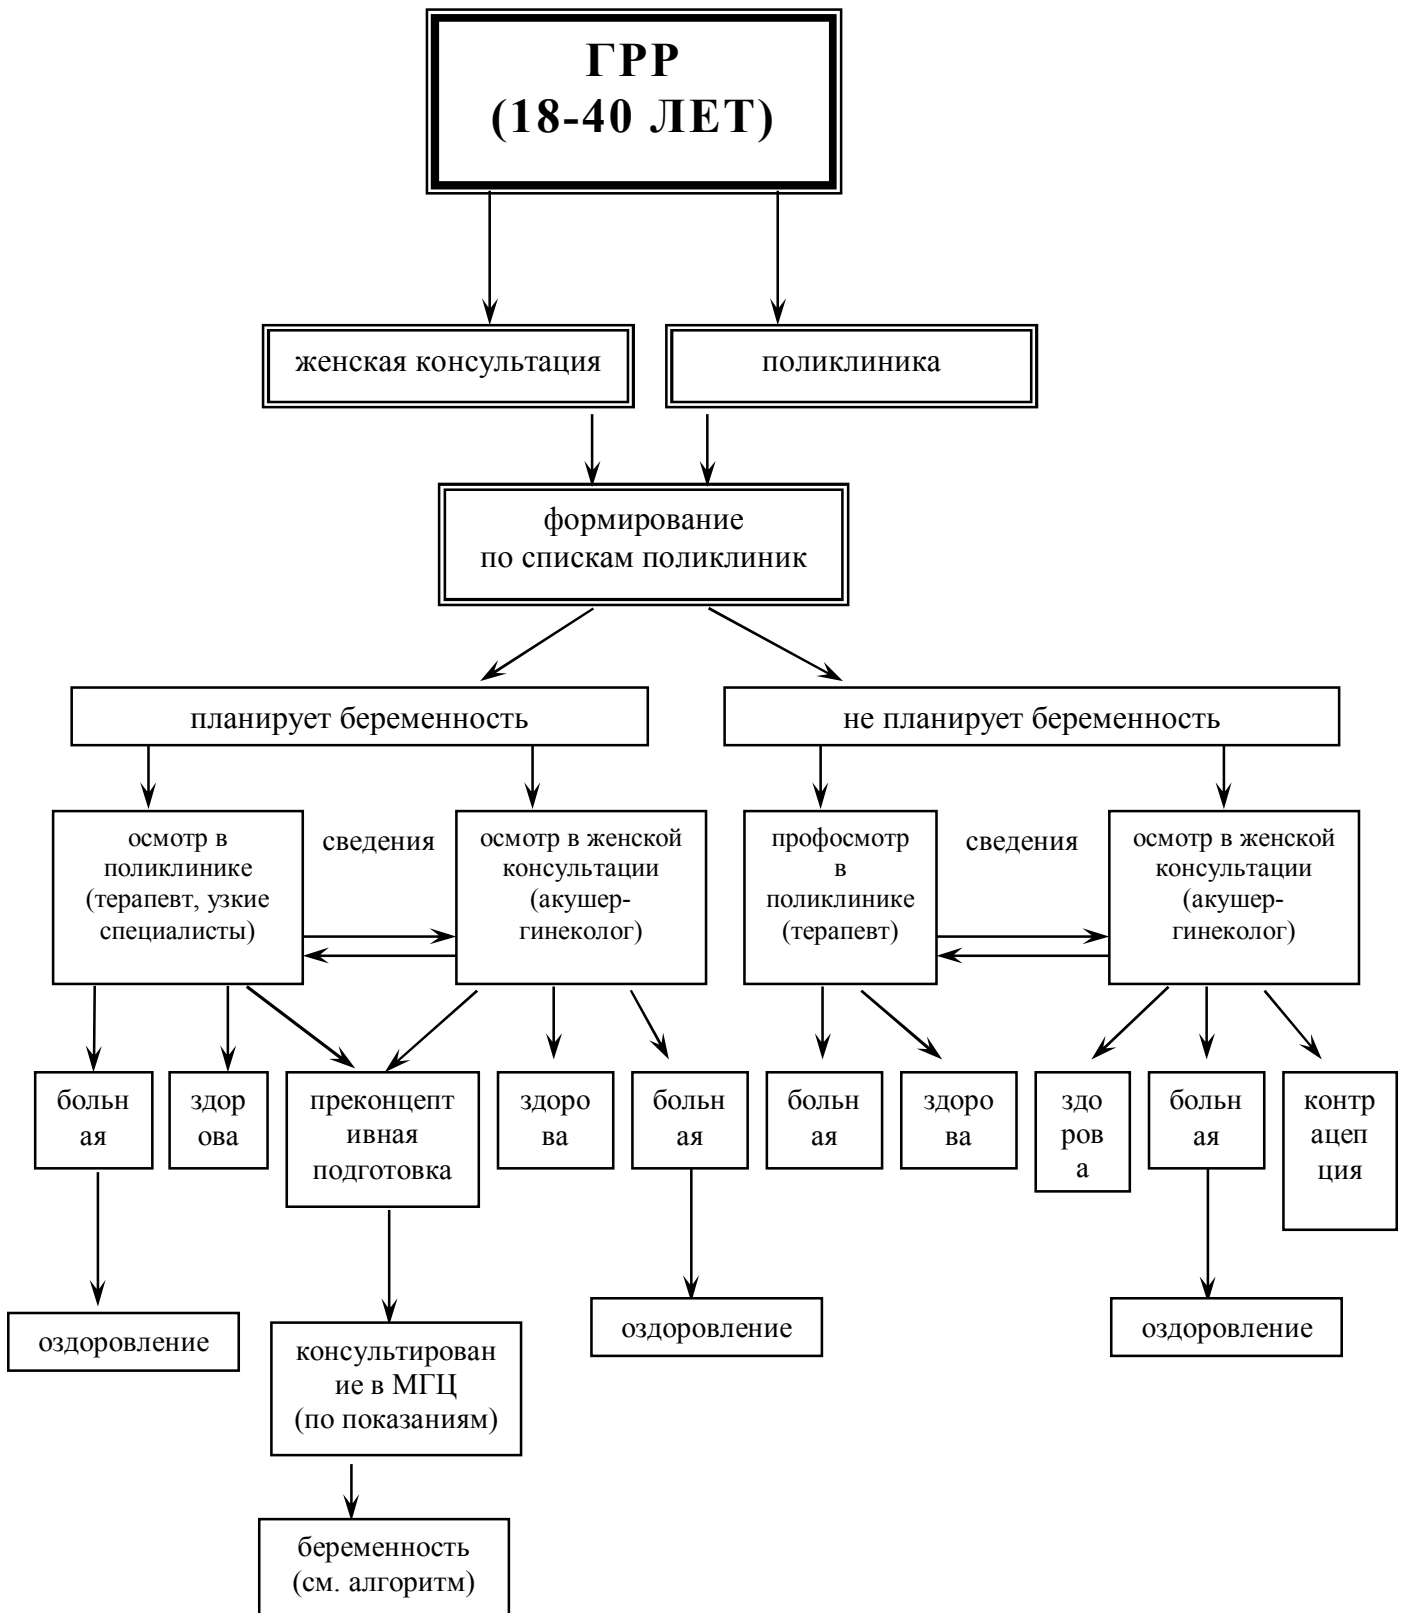 ГРР
(18-40 ЛЕТ)
женская консультация
поликлиника
формирование
по спискам поликлиник
планирует беременность
не планирует беременность
осмотр в
поликлинике
(терапевт, узкие
специалисты)
сведения
осмотр в женской
консультации
(акушер-
гинеколог)
профосмотр
в
поликлинике
(терапевт)
сведения
осмотр в женской
консультации
(акушер-
гинеколог)
больн
ая
здор
ова
преконцепт
ивная
подготовка
здоро
ва
больн
ая
больн
ая
здоро
ва
здо
ров
а
больн
ая
контр
ацеп
ция
оздоровление
консультирован
ие в МГЦ
(по показаниям)
оздоровление
оздоровление
беременность
(см. алгоритм)